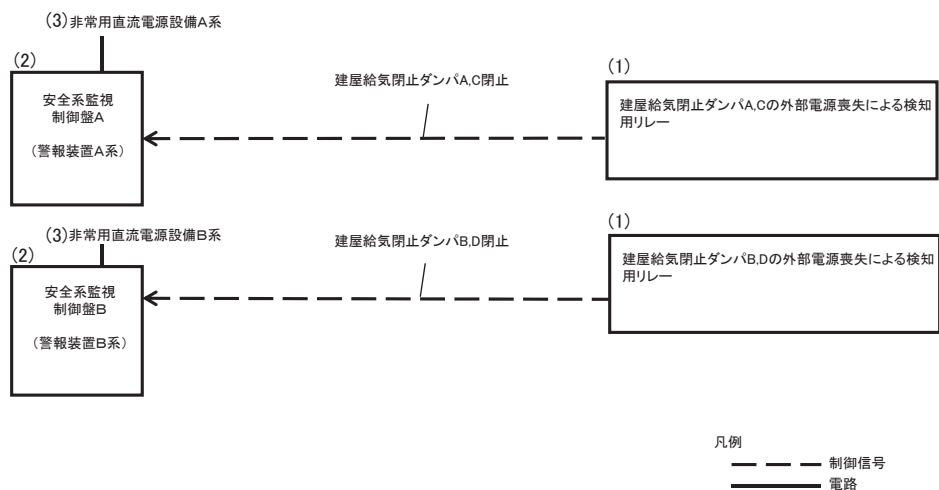 (3)非常用直流電源設備A系
(2)
安全系監視
制御盤A
(警報装置A系)
建屋給気閉止ダンパA,C閉止
(1)
建屋給気閉止ダンパA,Cの外部電源喪失による検知
用リレー
(3)非常用直流電源設備B系
(2)
安全系監視
制御盤B
(警報装置B系)
建屋給気閉止ダンパB,D閉止
(1)
建屋給気閉止ダンパB,Dの外部電源喪失による検知
用リレー
凡例
制御信号
電路